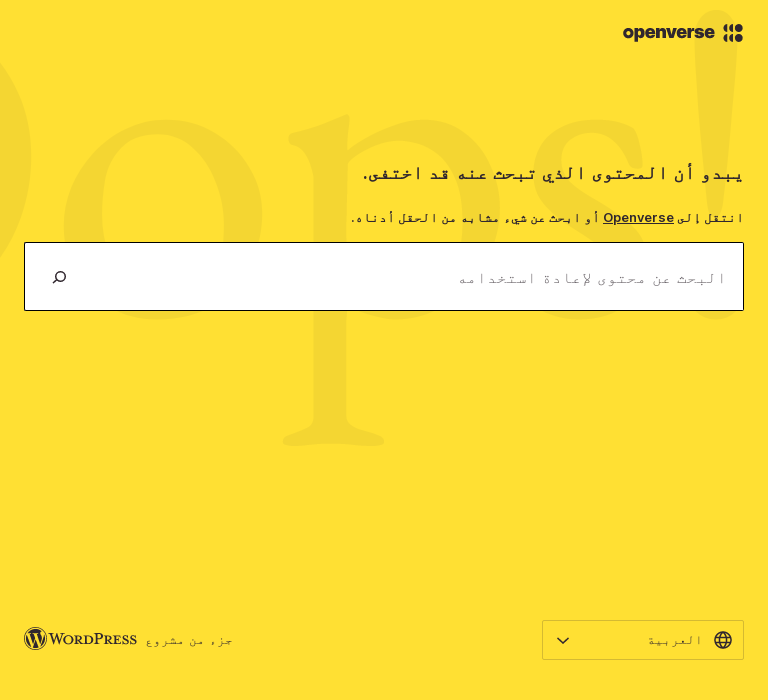 openverse
Oops!
يبدو أن المحتوى الذي تبحث عنه قد اختفى.
انتقل إلى Openverse أو ابحث عن شيء مشابه من الحقل أدناه.
البحث عن محتوى لإعادة استخدامه
العربية
جزء من مشروع WORDPRESS